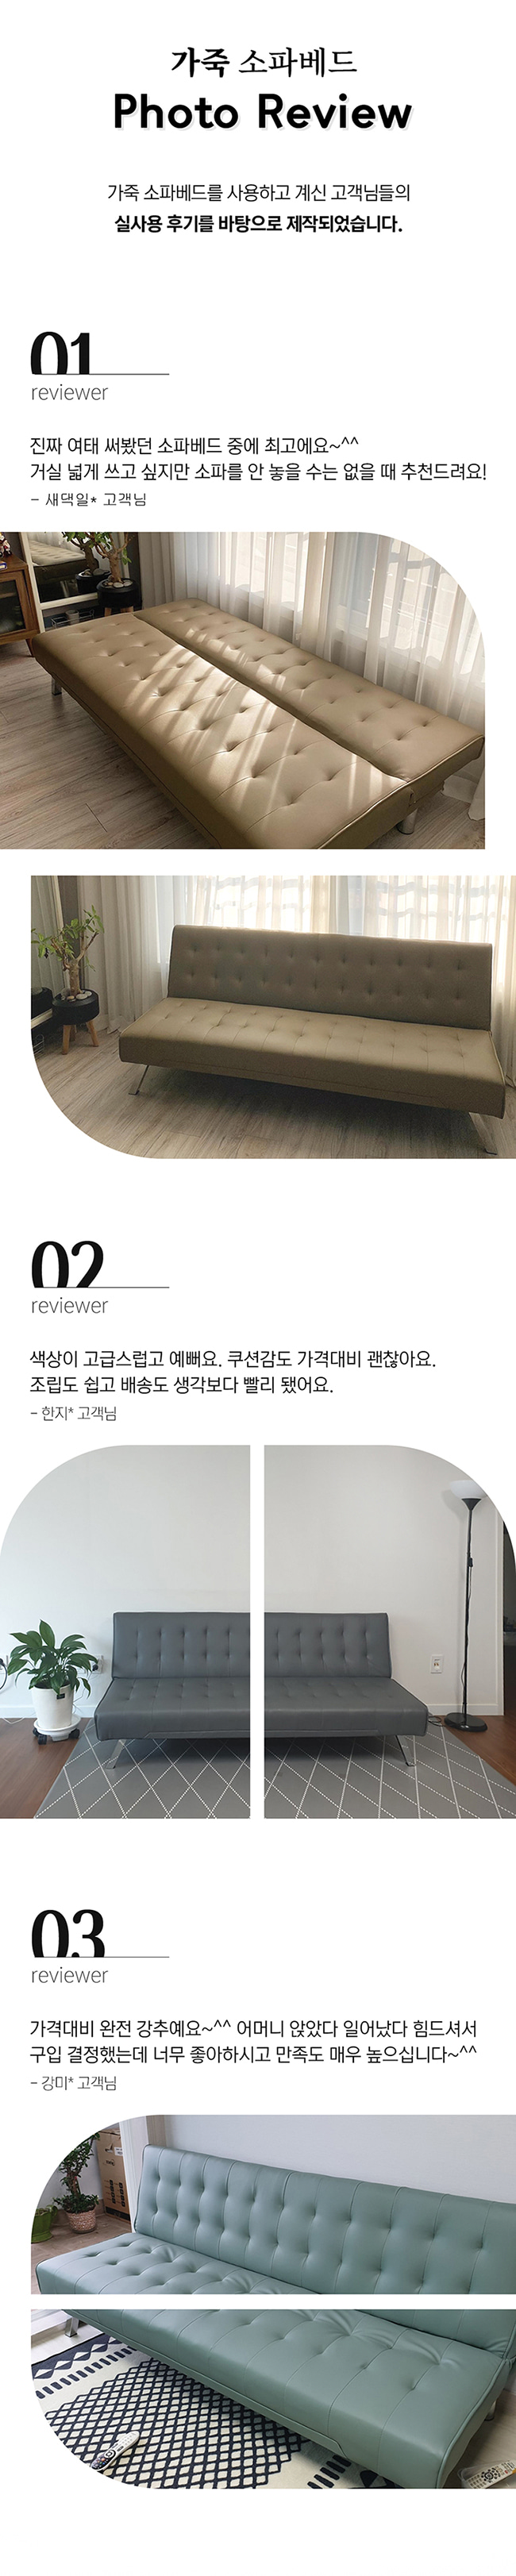 가죽 소파베드
Photo Review
가죽 소파베드를 사용하고 계신 고객님들의
실사용 후기를 바탕으로 제작되었습니다.
01
reviewer
진짜 여태 써봤던 소파베드 중에 최고에요~^^
거실 넓게 쓰고 싶지만 소파를 안 놓을 수는 없을 때 추천드려요!
- 새댁일* 고객님
02
reviewer
색상이 고급스럽고 예뻐요. 쿠션감도 가격대비 괜찮아요.
조립도 쉽고 배송도 생각보다 빨리 됐어요.
- 한지* 고객님
03
reviewer
가격대비 완전 강추예요~^^ 어머니 앉았다 일어났다 힘드셔서
구입 결정했는데 너무 좋아하시고 만족도 매우 높으십니다~^^
- 강미* 고객님